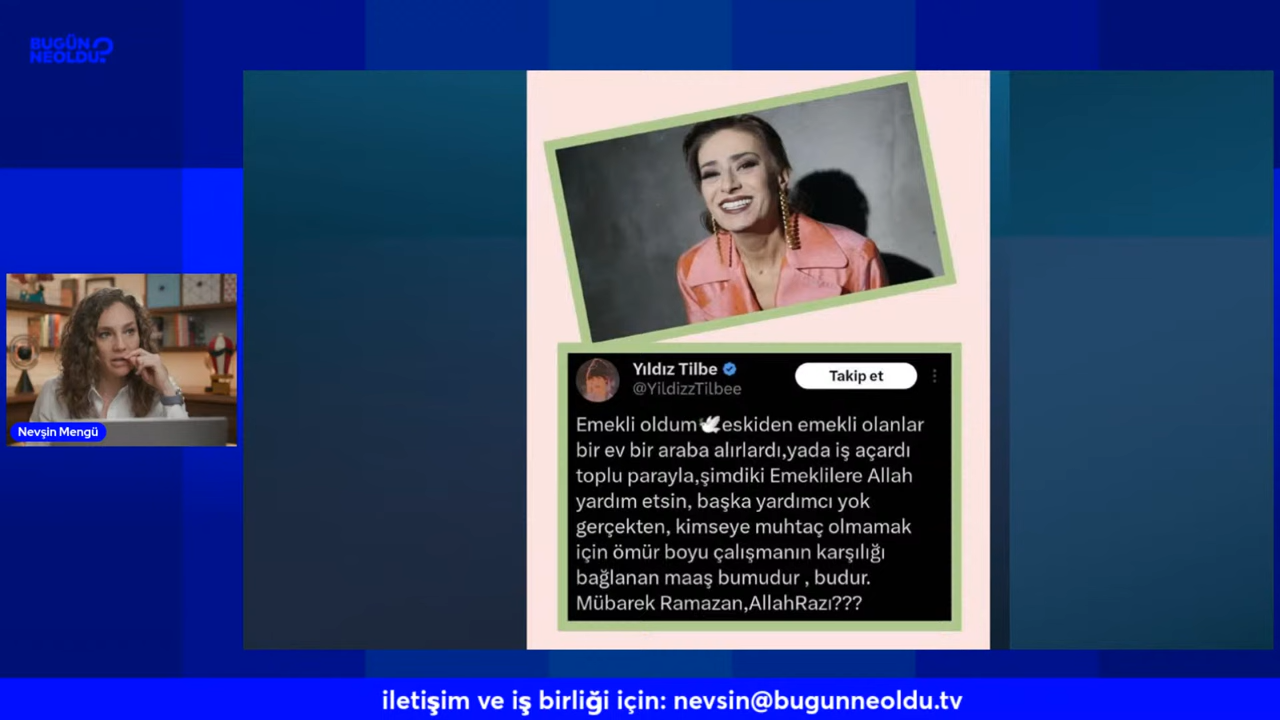 BUGÜN
NEOLDU?
Nevşin Mengü
Yıldız Tilbe
@YildizzTilbee
Takip et
Emekli oldum🕊️eskiden emekli olanlar
bir ev bir araba alırlardı,yada iş açardı
toplu parayla,şimdiki Emeklilere Allah
yardım etsin, başka yardımcı yok
gerçekten, kimseye muhtaç olmamak
için ömür boyu çalışmanın karşılığı
bağlanan maaş bumudur , budur.
Mübarek Ramazan,AllahRazı???
iletişim ve iş birliği için: nevsin@bugunneoldu.tv